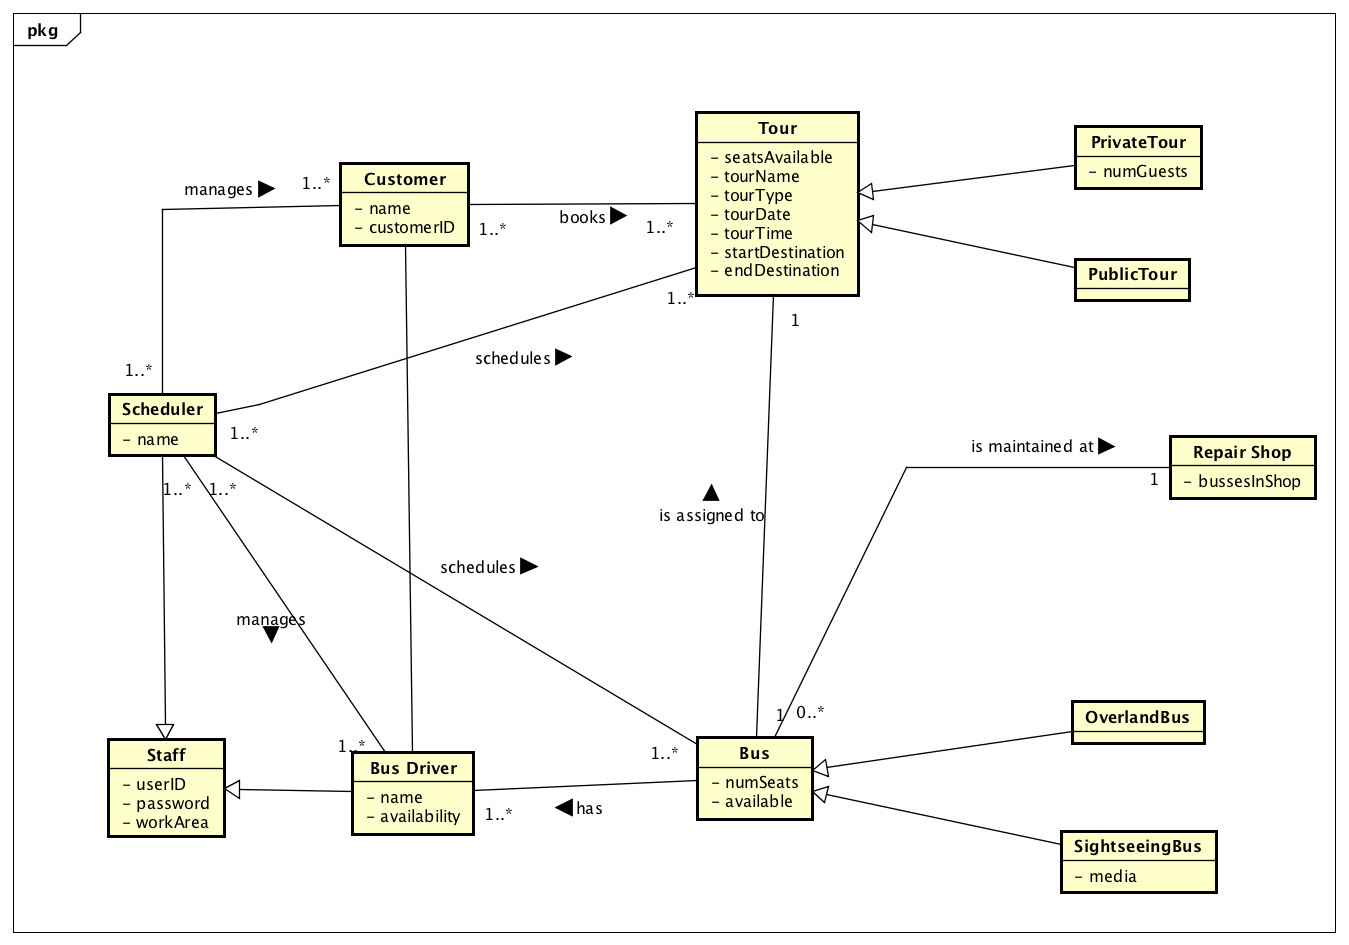 pkg
Tour
- seatsAvailable
- tourName
- tourType
- tourDate
- tourTime
- startDestination
- endDestination
PrivateTour
- numGuests
manages
1..*
Customer
- name
- customerID
books
1..*
1..*
PublicTour
1..*
1
schedules
1..*
Scheduler
- name
1..*
is maintained at
1
Repair Shop
- bussesInShop
1..*
1..*
is assigned to
schedules
manages
1
0..*
OverlandBus
1..*
1..*
Staff
- userID
- password
- workArea
Bus Driver
- name
- availability
Bus
- numSeats
- available
1..*
has
SightseeingBus
- media